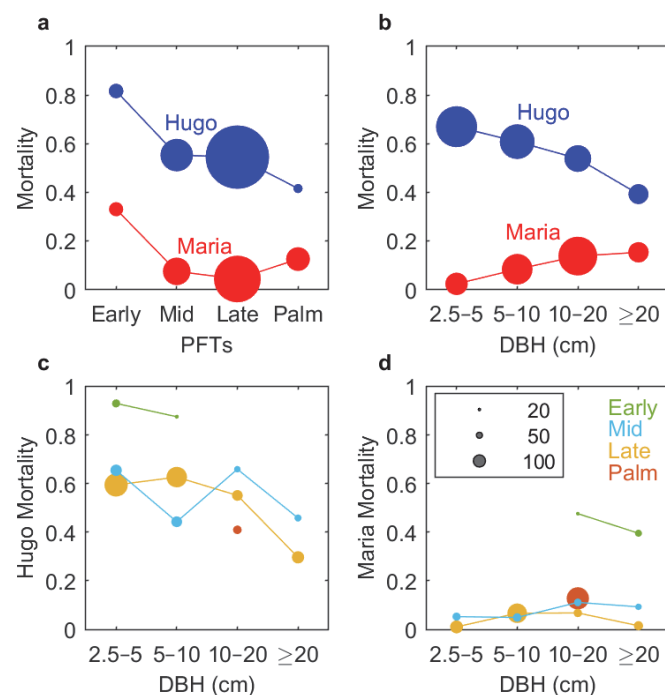 a
1
0.8
0.6
0.4
0.2
0
Mortality
Hugo
Maria
Early Mid Late Palm
PFTs
b
1
0.8
0.6
0.4
0.2
0
Mortality
Hugo
Maria
2.5–5 5–10 10–20 ≥20
DBH (cm)
c
1
0.8
0.6
0.4
0.2
0
Hugo Mortality
2.5–5 5–10 10–20 ≥20
DBH (cm)
d
1
0.8
0.6
0.4
0.2
0
Maria Mortality
20
50
100
Early
Mid
Late
Palm
2.5–5 5–10 10–20 ≥20
DBH (cm)